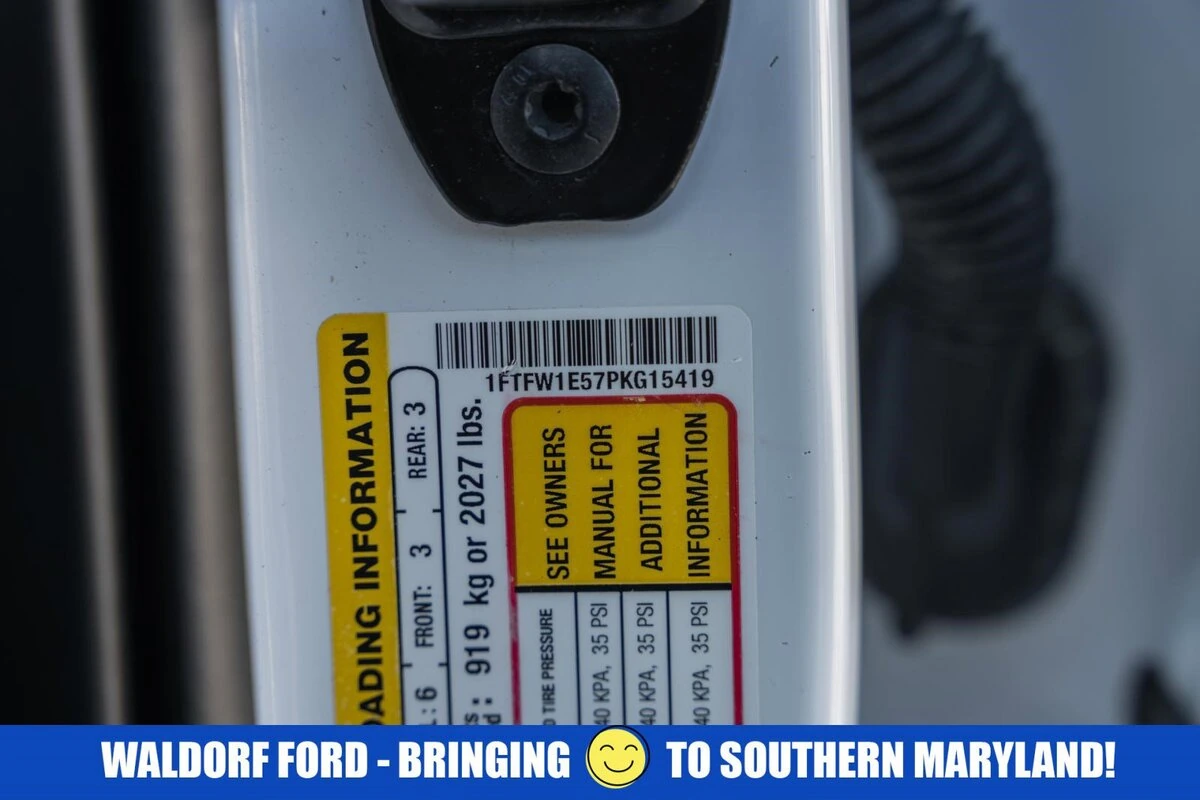 1FTFW1E57PKG15419
LOADING INFORMATION
: 6 FRONT: 3 REAR: 3
: 919 kg or 2027 lbs.
TIRE PRESSURE
SEE OWNERS
MANUAL FOR
ADDITIONAL
INFORMATION
40 KPA, 35 PSI
40 KPA, 35 PSI
40 KPA, 35 PSI
WALDORF FORD - BRINGING TO SOUTHERN MARYLAND!